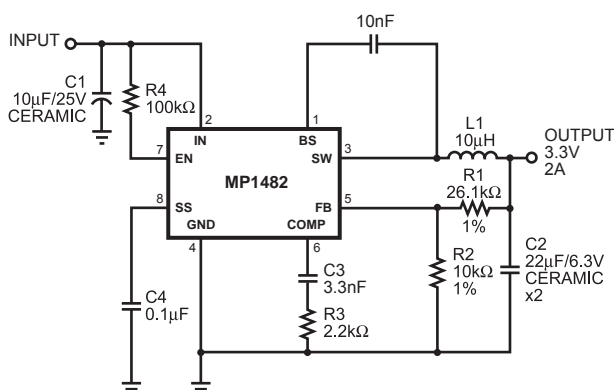 INPUT
C1
10µF/25V
CERAMIC
R4
100kΩ
10nF
2
IN
1
BS
7
EN
SW
3
L1
10µH
OUTPUT
3.3V
2A
MP1482
R1
26.1kΩ
1%
8
SS
FB
5
GND
4
COMP
6
C3
3.3nF
R3
2.2kΩ
R2
10kΩ
1%
C2
22µF/6.3V
CERAMIC
x2
C4
0.1µF